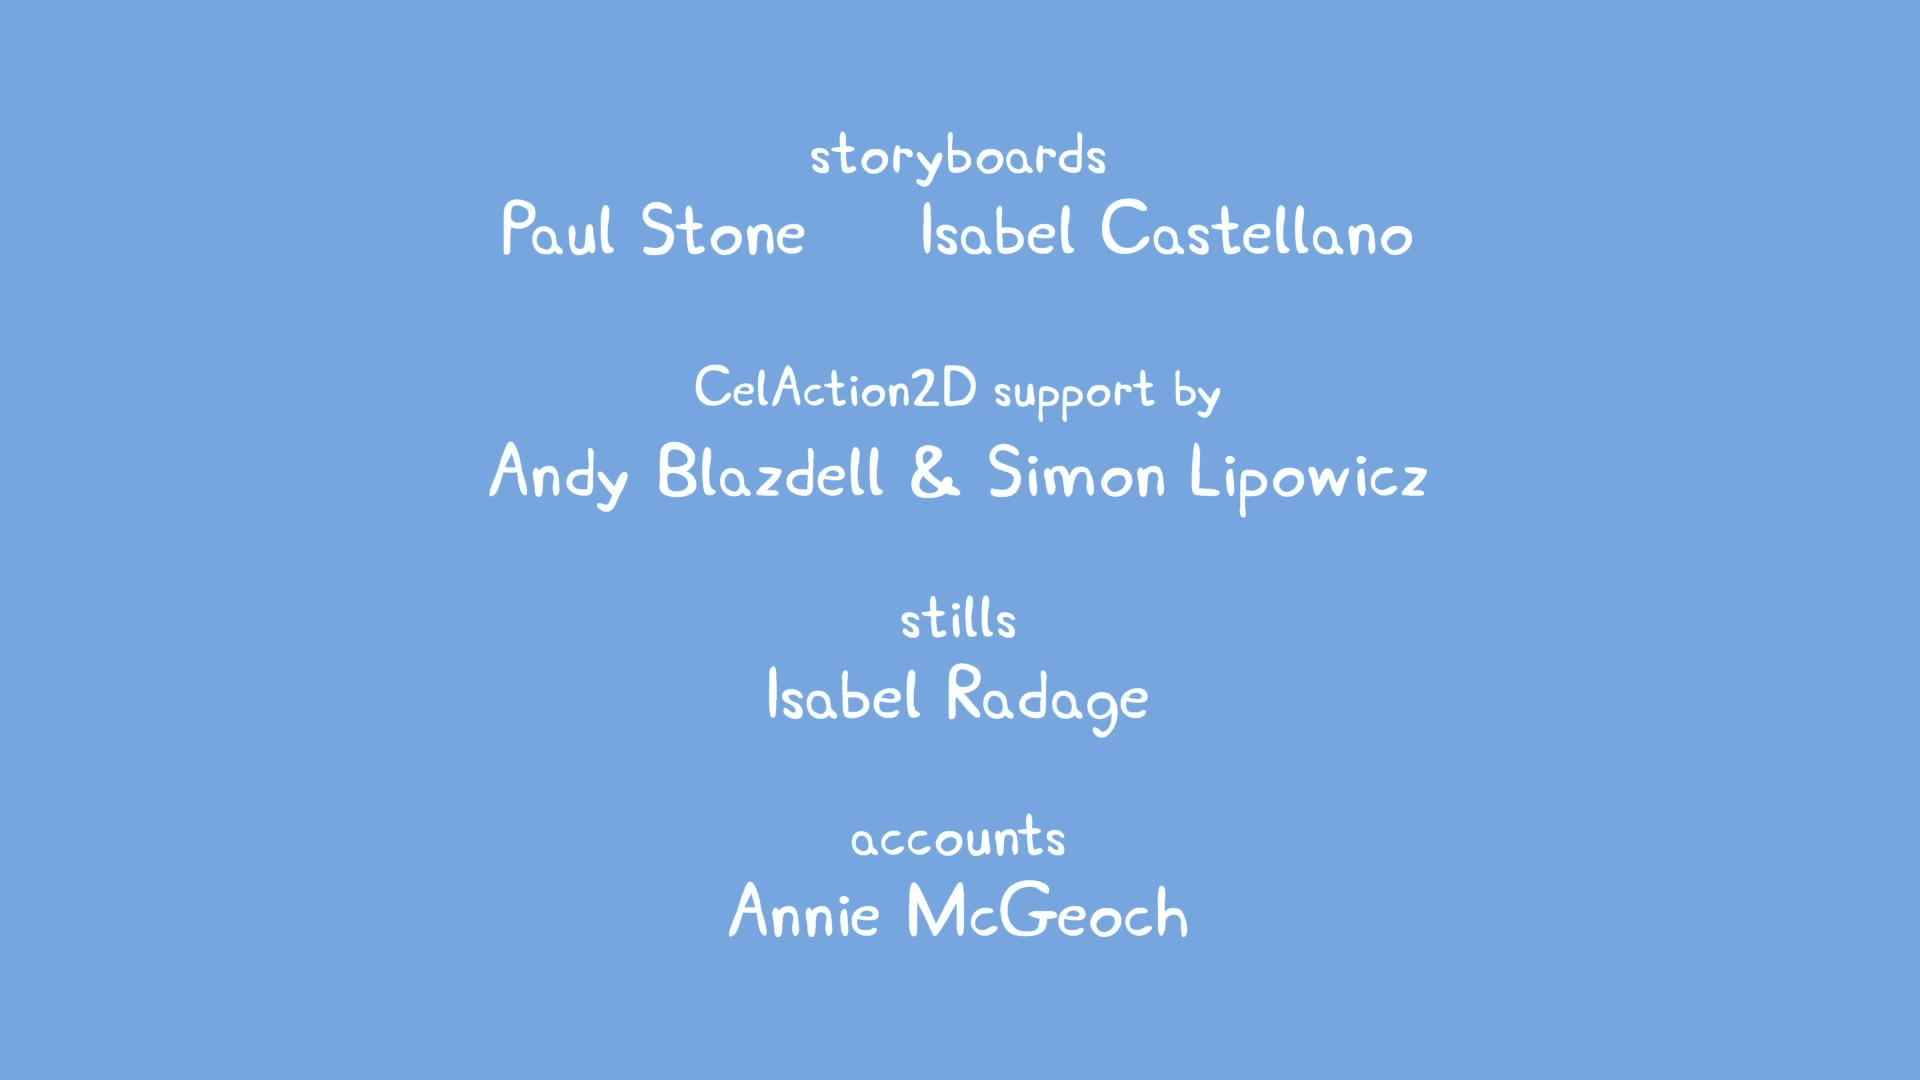 storyboards
Paul Stone Isabel Castellano
CelAction2D support by
Andy Blazdell & Simon Lipowicz
stills
Isabel Radage
accounts
Annie McGeoch